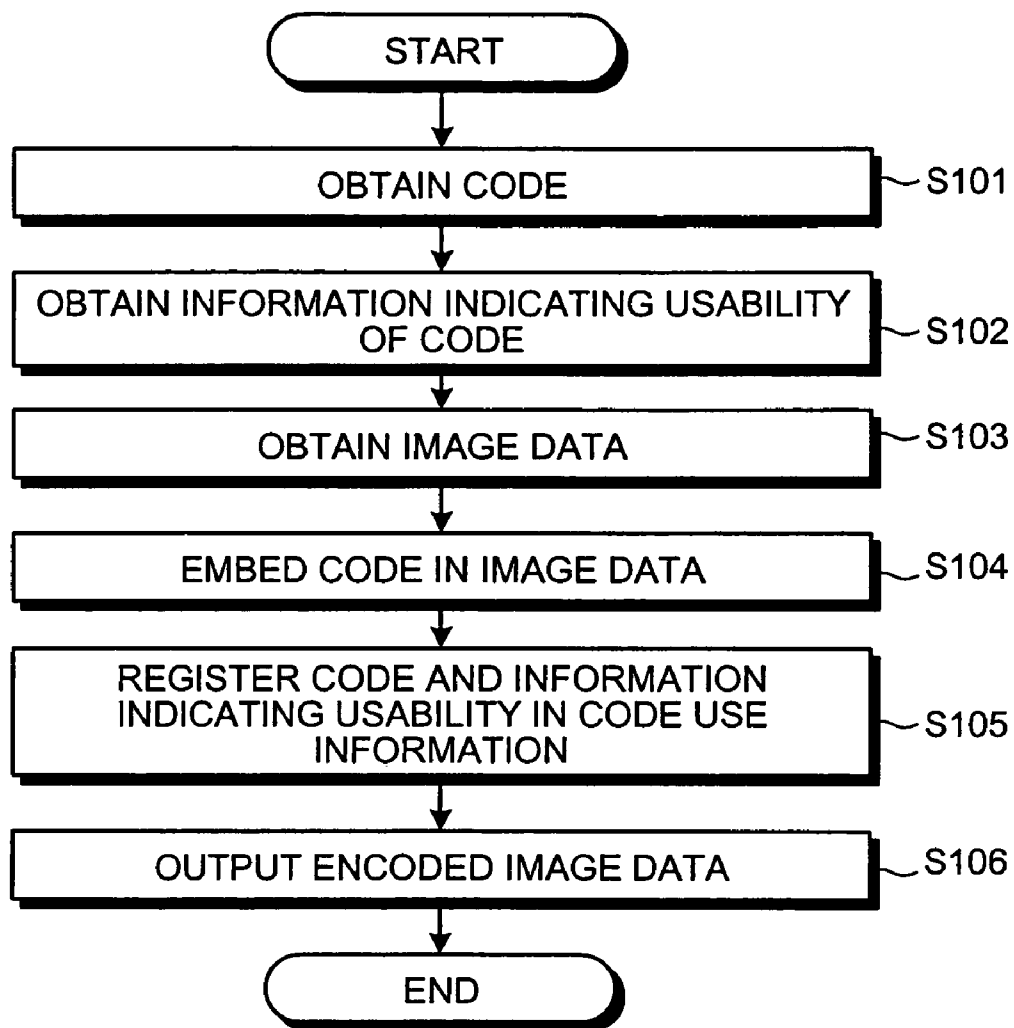 START
OBTAIN CODE
S101
OBTAIN INFORMATION INDICATING USABILITY
OF CODE
S102
OBTAIN IMAGE DATA
S103
EMBED CODE IN IMAGE DATA
S104
REGISTER CODE AND INFORMATION
INDICATING USABILITY IN CODE USE
INFORMATION
S105
OUTPUT ENCODED IMAGE DATA
S106
END